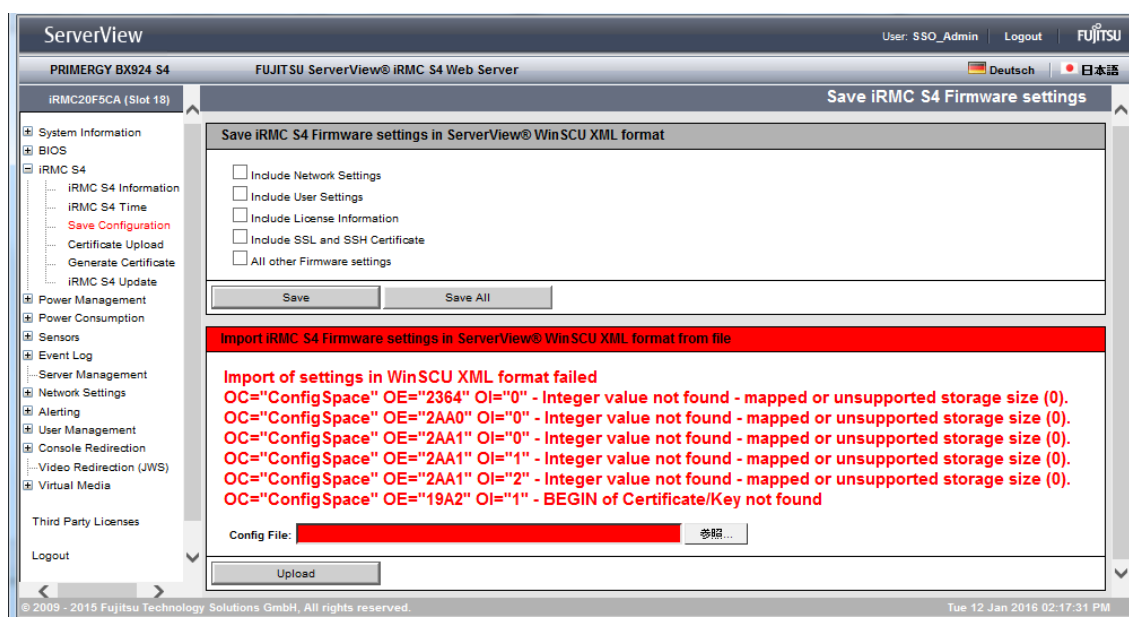 ServerView
User: SSO_Admin Logout FUJITSU
PRIMERGY BX924 S4 FUJITSU ServerView® iRMC S4 Web Server Deutsch 日本語
iRMC20F5CA (Slot 18)
Save iRMC S4 Firmware settings
System Information
BIOS
iRMC S4
iRMC S4 Information
iRMC S4 Time
Save Configuration
Certificate Upload
Generate Certificate
iRMC S4 Update
Power Management
Power Consumption
Sensors
Event Log
Server Management
Network Settings
Alerting
User Management
Console Redirection
Video Redirection (JWS)
Virtual Media
Third Party Licenses
Logout
Save iRMC S4 Firmware settings in ServerView® WinSCU XML format
Include Network Settings
Include User Settings
Include License Information
Include SSL and SSH Certificate
All other Firmware settings
Save Save All
Import iRMC S4 Firmware settings in ServerView® WinSCU XML format from file
Import of settings in WinSCU XML format failed
OC="ConfigSpace" OE="2364" OI="0" - Integer value not found - mapped or unsupported storage size (0).
OC="ConfigSpace" OE="2AA0" OI="0" - Integer value not found - mapped or unsupported storage size (0).
OC="ConfigSpace" OE="2AA1" OI="0" - Integer value not found - mapped or unsupported storage size (0).
OC="ConfigSpace" OE="2AA1" OI="1" - Integer value not found - mapped or unsupported storage size (0).
OC="ConfigSpace" OE="2AA1" OI="2" - Integer value not found - mapped or unsupported storage size (0).
OC="ConfigSpace" OE="19A2" OI="1" - BEGIN of Certificate/Key not found
Config File: 参照...
Upload
© 2009 - 2015 Fujitsu Technology Solutions GmbH, All rights reserved. Tue 12 Jan 2016 02:17:31 PM